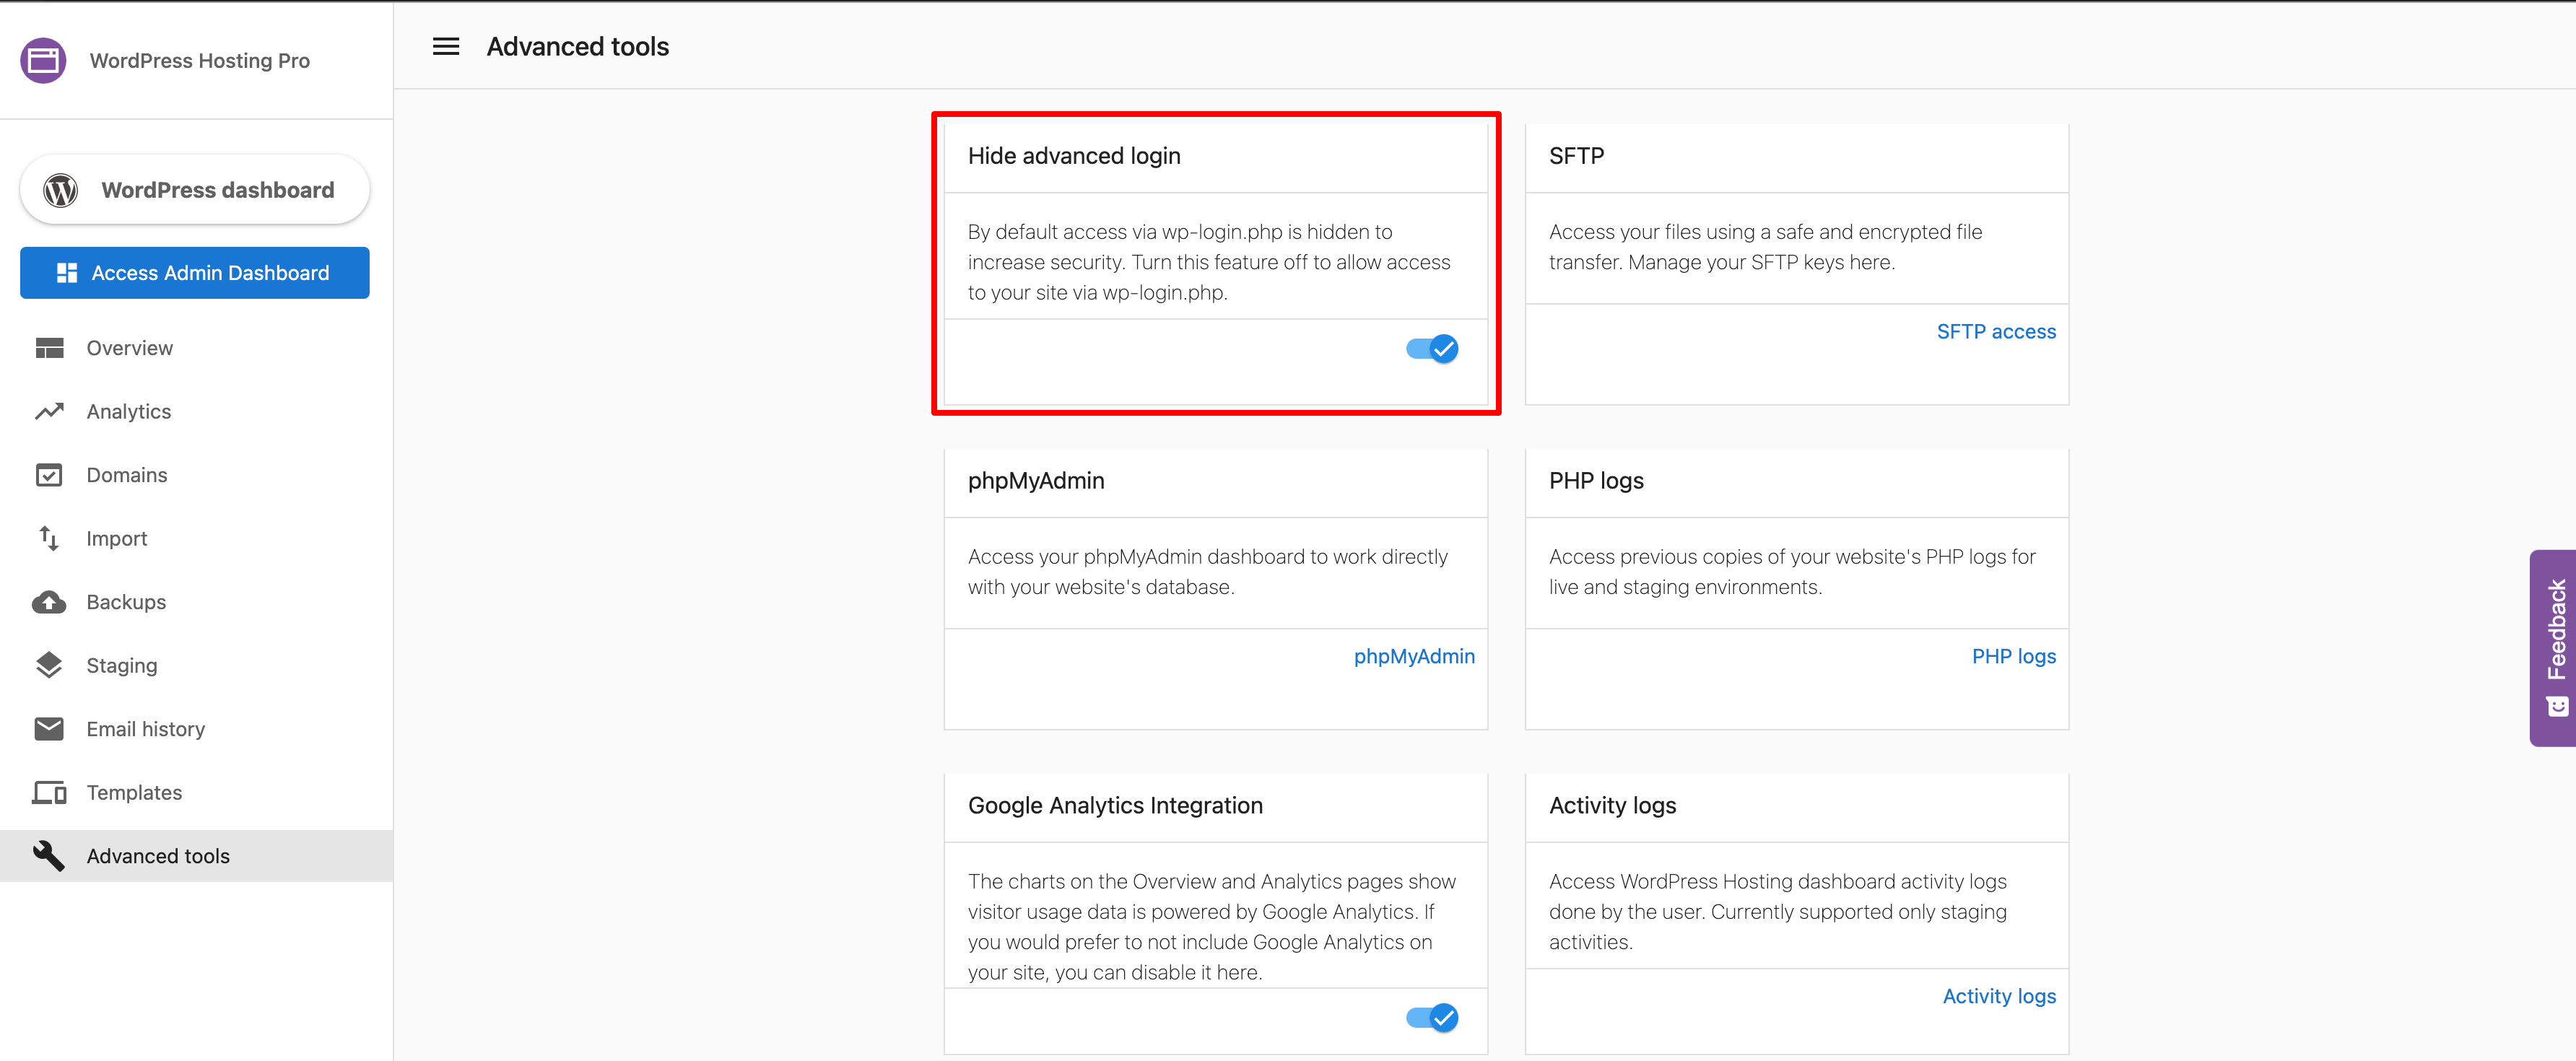 WordPress Hosting Pro
WordPress dashboard
Access Admin Dashboard
Overview
Analytics
Domains
Import
Backups
Staging
Email history
Templates
Advanced tools
Advanced tools
Hide advanced login
By default access via wp-login.php is hidden to
increase security. Turn this feature off to allow access
to your site via wp-login.php.
SFTP
Access your files using a safe and encrypted file
transfer. Manage your SFTP keys here.
SFTP access
phpMyAdmin
Access your phpMyAdmin dashboard to work directly
with your website's database.
phpMyAdmin
PHP logs
Access previous copies of your website's PHP logs for
live and staging environments.
PHP logs
Google Analytics Integration
The charts on the Overview and Analytics pages show
visitor usage data is powered by Google Analytics. If
you would prefer to not include Google Analytics on
your site, you can disable it here.
Activity logs
Access WordPress Hosting dashboard activity logs
done by the user. Currently supported only staging
activities.
Activity logs
Feedback